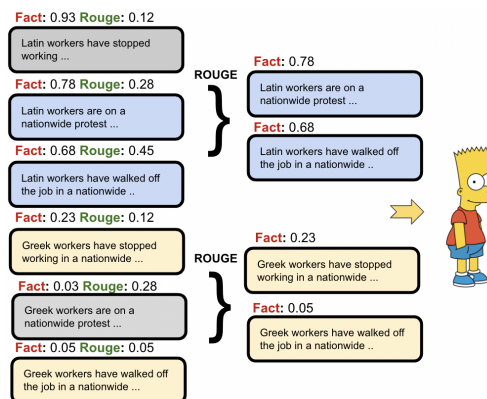 Fact: 0.93 Rouge: 0.12
Latin workers have stopped
working ...
Fact: 0.78 Rouge: 0.28
Latin workers are on a
nationwide protest ...
Fact: 0.68 Rouge: 0.45
Latin workers have walked off
the job in a nationwide ..
Fact: 0.23 Rouge: 0.12
Greek workers have stopped
working in a nationwide ...
Fact: 0.03 Rouge: 0.28
Greek workers are on a
nationwide protest ...
Fact: 0.05 Rouge: 0.05
Greek workers have walked off
the job in a nationwide ...
ROUGE
}
ROUGE
}
Fact: 0.78
Latin workers are on a
nationwide protest ...
Fact: 0.68
Latin workers have walked off
the job in a nationwide ..
Fact: 0.23
Greek workers have stopped
working in a nationwide ...
Fact: 0.05
Greek workers have walked off
the job in a nationwide ..